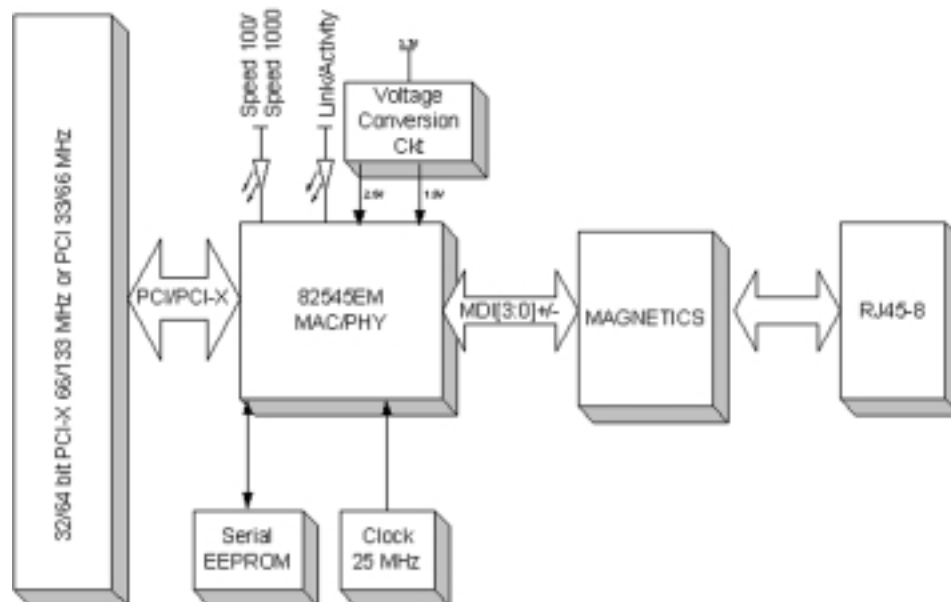 32/64 bit PCI-X 66/133 MHz or PCI 33/66 MHz
Speed 100/
Speed 1000
Link/Activity
Voltage
Conversion
Ckt
2.5V
PCI/PCI-X
82545EM
MAC/PHY
MDI[3:0]+/-
MAGNETICS
RJ45-8
Serial
EEPROM
Clock
25 MHz